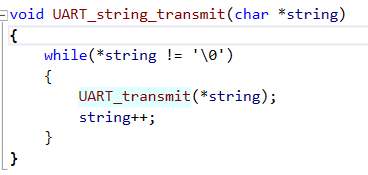 void UART_string_transmit(char *string)
{
    while(*string != '\0')
    {
        UART_transmit(*string);
        string++;
    }
}